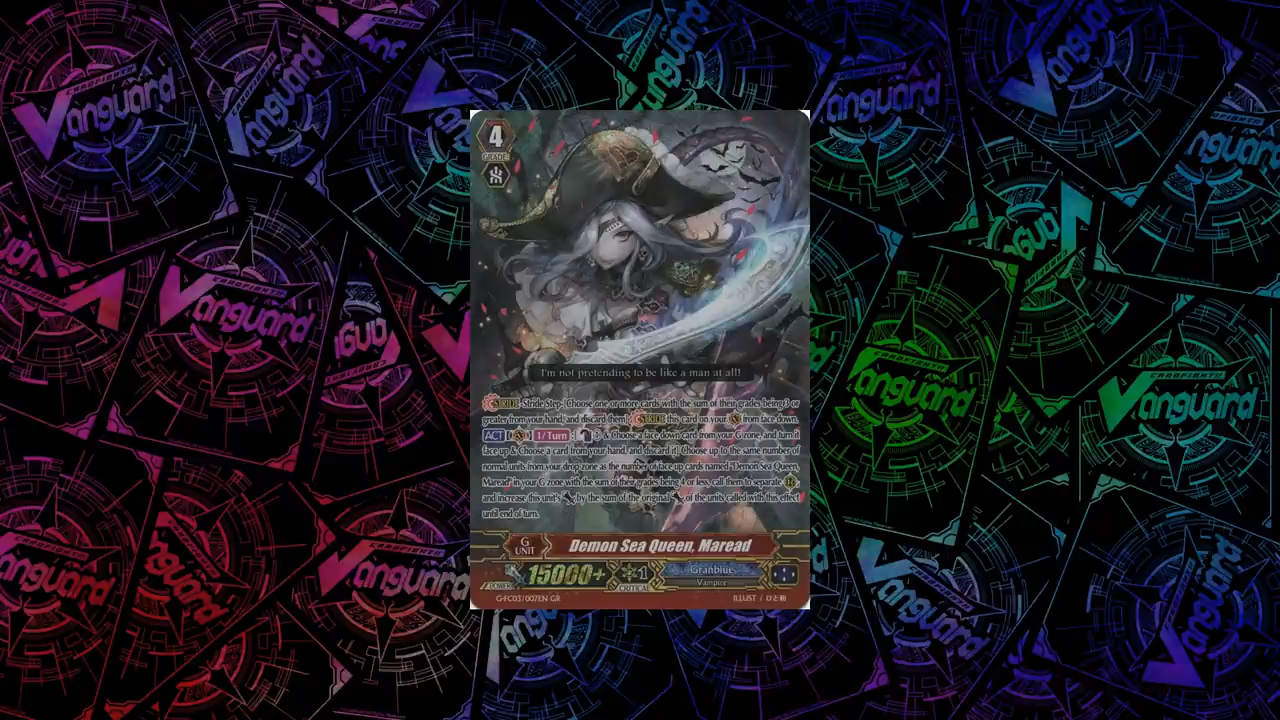 4
GRADE
I'm not pretending to be like a man at all!
STRIDE -Stride Step-[Choose one or more cards with the sum of their grades being 3 or
greater from your hand, and discard them] STRIDE this card on your from face down.
ACT 1/Turn & Choose a face down card from your G zone, and turn it
face up & Choose a card from your hand, and discard it] Choose up to the same number of
normal units from your drop zone as the number of face up cards named "Demon Sea Queen,
Maread" in your G zone with the sum of their grades being 4 or less, call them to separate
and increase this unit's by the sum of the original of the units called with this effect
until end of turn.
G
UNIT
Demon Sea Queen, Maread
POWER
15000+
1
CRITICAL
Granblue
Vampire
G-FC03/007EN GR
ILLUST /
CARDFIGHT!!
Vanguard